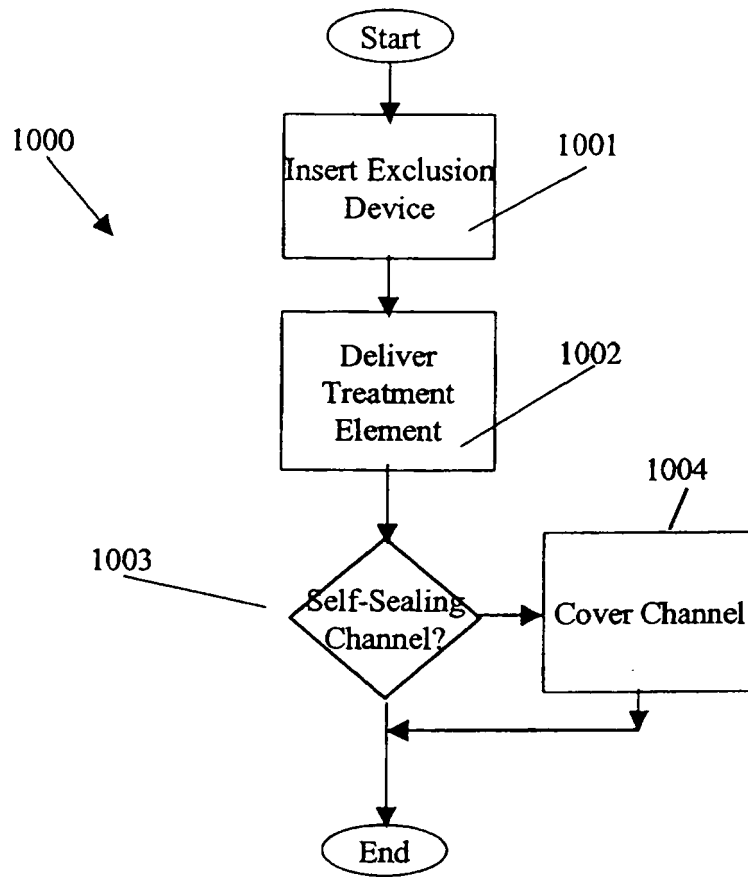 Start
1000
1001
Insert Exclusion
Device
1002
Deliver
Treatment
Element
1004
1003
Self-Sealing
Channel?
Cover Channel
End